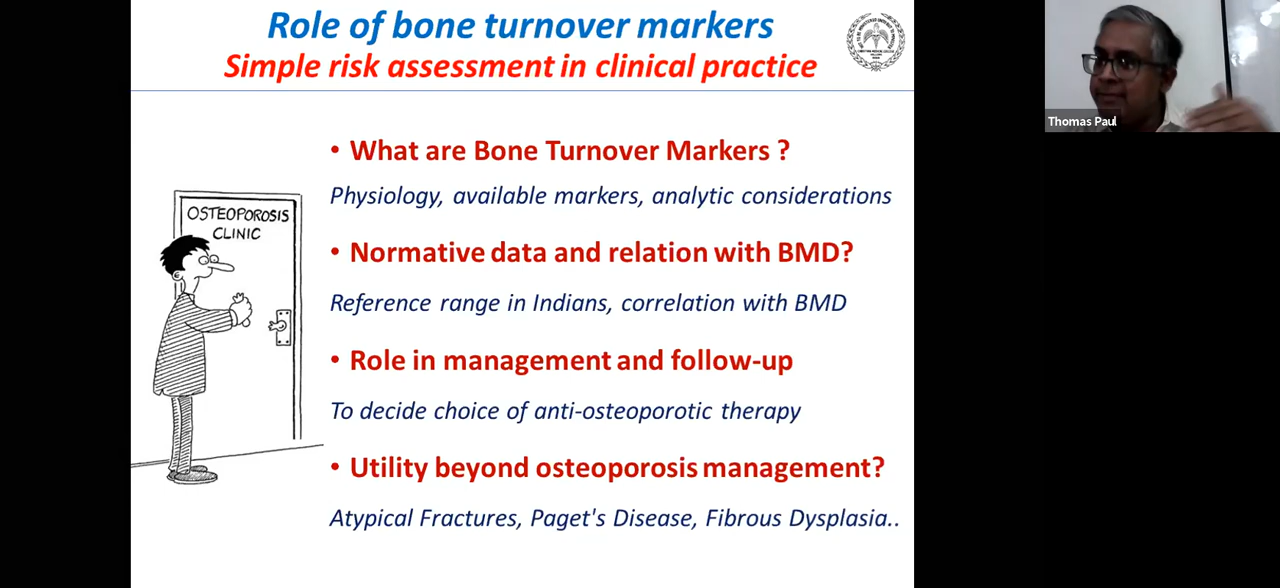 Role of bone turnover markers
Simple risk assessment in clinical practice
Thomas Paul
• What are Bone Turnover Markers ?
Physiology, available markers, analytic considerations
OSTEOPOROSIS
CLINIC
• Normative data and relation with BMD?
Reference range in Indians, correlation with BMD
• Role in management and follow-up
To decide choice of anti-osteoporotic therapy
• Utility beyond osteoporosis management?
Atypical Fractures, Paget's Disease, Fibrous Dysplasia..